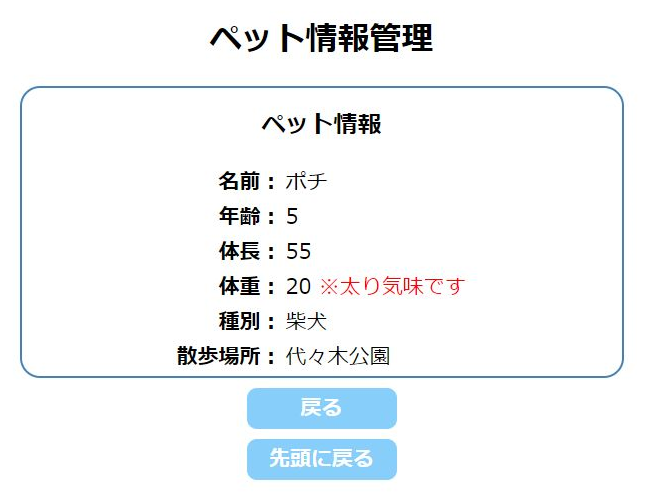 ペット情報管理
ペット情報
名前： ポチ
年齢： 5
体長： 55
体重： 20 ※太り気味です
種別： 柴犬
散歩場所： 代々木公園
戻る
先頭に戻る